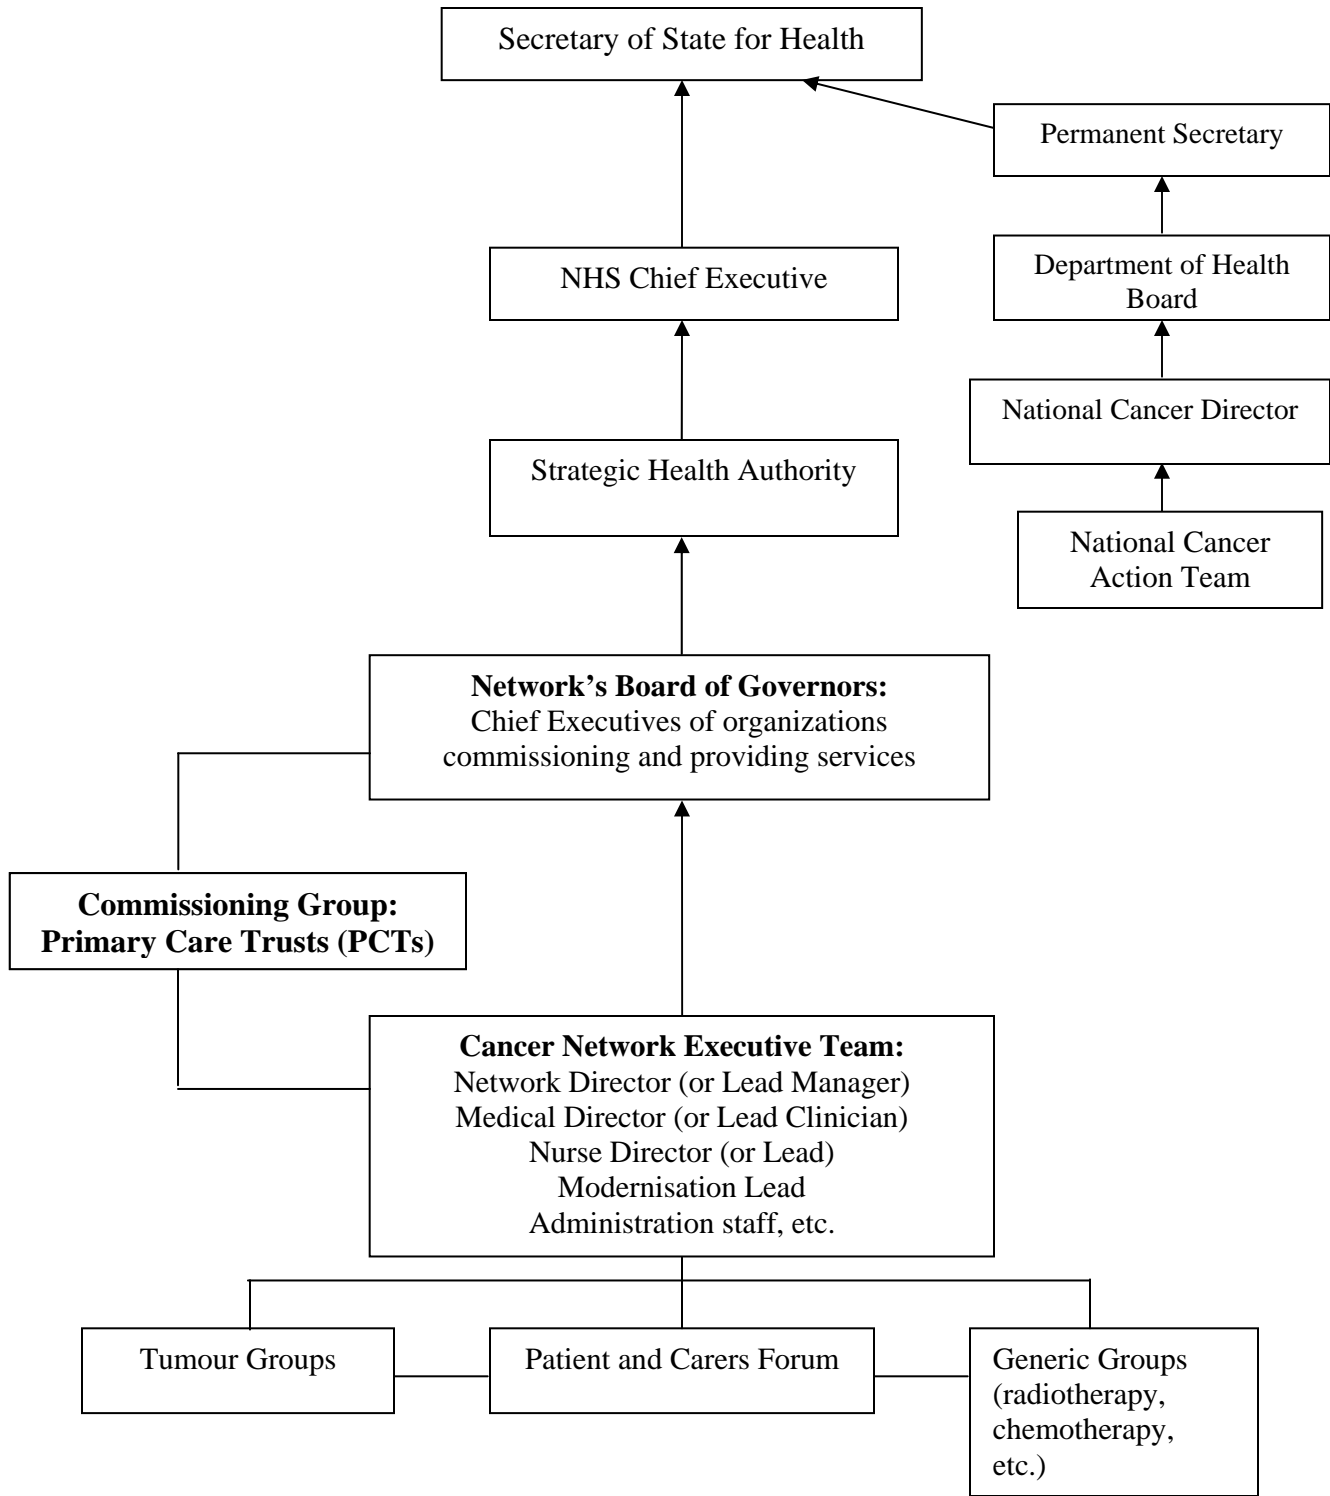 Secretary of State for Health
Permanent Secretary
NHS Chief Executive
Department of Health
Board
National Cancer Director
Strategic Health Authority
National Cancer
Action Team
Network’s Board of Governors:
Chief Executives of organizations
commissioning and providing services
Commissioning Group:
Primary Care Trusts (PCTs)
Cancer Network Executive Team:
Network Director (or Lead Manager)
Medical Director (or Lead Clinician)
Nurse Director (or Lead)
Modernisation Lead
Administration staff, etc.
Tumour Groups
Patient and Carers Forum
Generic Groups
(radiotherapy,
chemotherapy,
etc.)